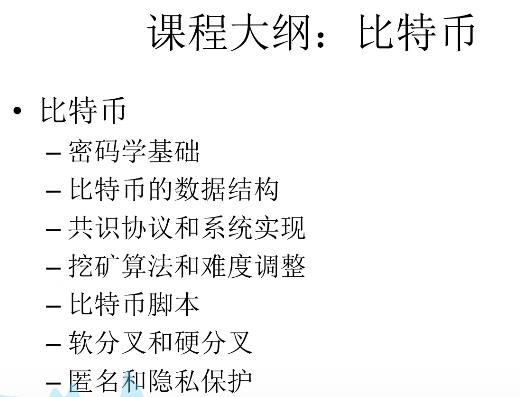 课程大纲：比特币
• 比特币
– 密码学基础
– 比特币的数据结构
– 共识协议和系统实现
– 挖矿算法和难度调整
– 比特币脚本
– 软分叉和硬分叉
– 匿名和隐私保护